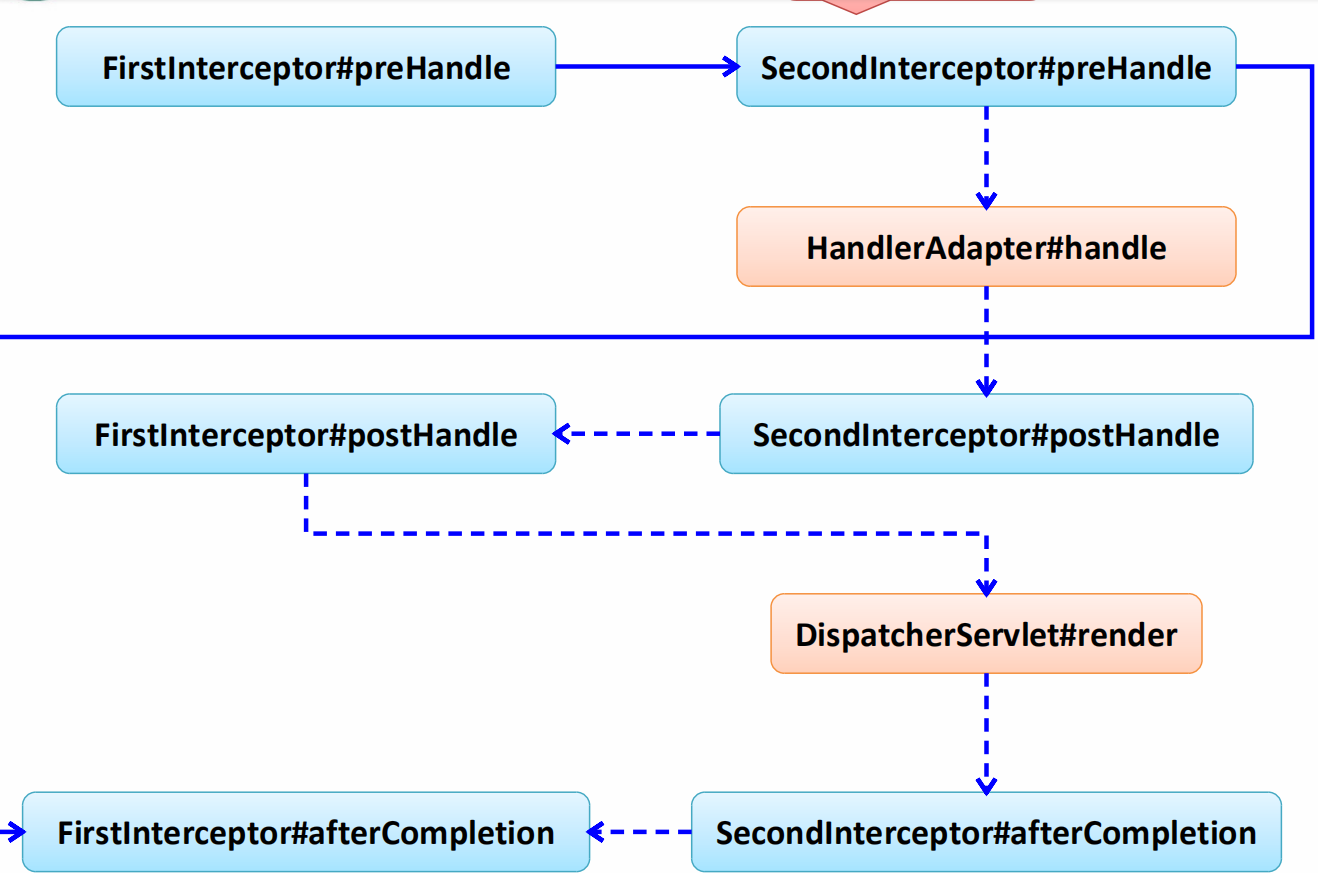 FirstInterceptor#preHandle
SecondInterceptor#preHandle
HandlerAdapter#handle
FirstInterceptor#postHandle
SecondInterceptor#postHandle
DispatcherServlet#render
FirstInterceptor#afterCompletion
SecondInterceptor#afterCompletion